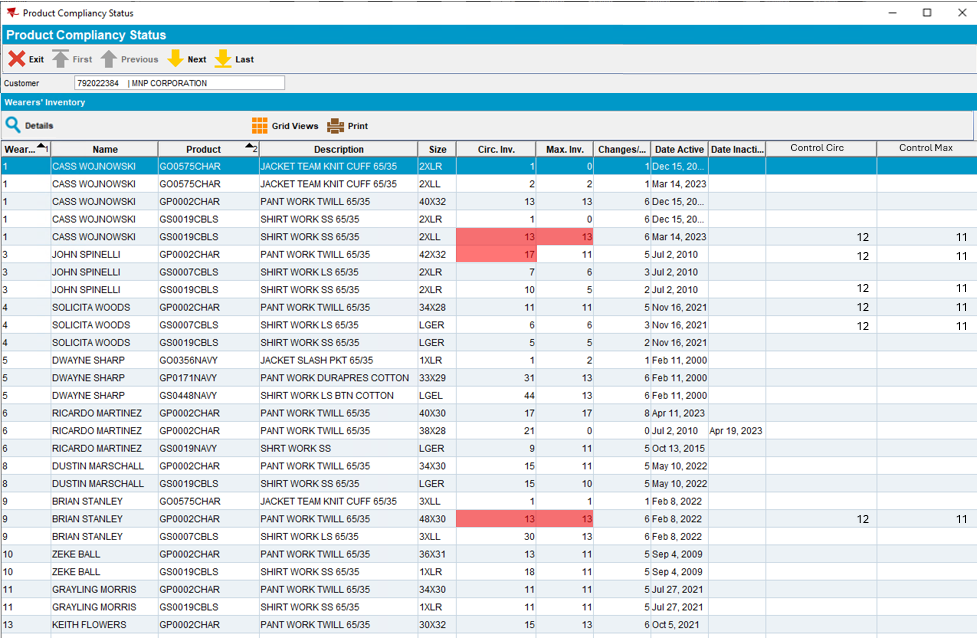 Product Compliancy Status
Product Compliancy Status
Exit First Previous Next Last
Customer 792022384 | MNP CORPORATION
Wearers' Inventory
Details Grid Views Print
Wear... 1 Name Product 2 Description Size Circ. Inv. Max. Inv. Changes/... Date Active Date Inacti... Control Circ Control Max
1 CASS WOJNOWSKI GO0575CHAR JACKET TEAM KNIT CUFF 65/35 2XLR 1 0 1 Dec 15, 20...
1 CASS WOJNOWSKI GO0575CHAR JACKET TEAM KNIT CUFF 65/35 2XLL 2 2 1 Mar 14, 2023
1 CASS WOJNOWSKI GP0002CHAR PANT WORK TWILL 65/35 40X32 13 13 6 Dec 15, 20...
1 CASS WOJNOWSKI GS0019CBLS SHIRT WORK SS 65/35 2XLR 1 0 6 Dec 15, 20...
1 CASS WOJNOWSKI GS0019CBLS SHIRT WORK SS 65/35 2XLL 13 13 6 Mar 14, 2023 12 11
3 JOHN SPINELLI GP0002CHAR PANT WORK TWILL 65/35 42X32 17 11 5 Jul 2, 2010 12 11
3 JOHN SPINELLI GS0007CBLS SHIRT WORK LS 65/35 2XLR 7 6 3 Jul 2, 2010
3 JOHN SPINELLI GS0019CBLS SHIRT WORK SS 65/35 2XLR 10 5 2 Jul 2, 2010 12 11
4 SOLICITA WOODS GP0002CHAR PANT WORK TWILL 65/35 34X28 11 11 5 Nov 16, 2021 12 11
4 SOLICITA WOODS GS0007CBLS SHIRT WORK LS 65/35 LGER 6 6 3 Nov 16, 2021 12 11
4 SOLICITA WOODS GS0019CBLS SHIRT WORK SS 65/35 LGER 5 5 2 Nov 16, 2021
5 DWAYNE SHARP GO0356NAVY JACKET SLASH PKT 65/35 1XLR 1 2 1 Feb 11, 2000
5 DWAYNE SHARP GP0171NAVY PANT WORK DURAPRES COTTON 33X29 31 13 6 Feb 11, 2000
5 DWAYNE SHARP GS0448NAVY SHIRT WORK LS BTN COTTON LGEL 44 13 6 Feb 11, 2000
6 RICARDO MARTINEZ GP0002CHAR PANT WORK TWILL 65/35 40X30 17 17 8 Apr 11, 2023
6 RICARDO MARTINEZ GP0002CHAR PANT WORK TWILL 65/35 38X28 21 0 0 Jul 2, 2010 Apr 19, 2023
6 RICARDO MARTINEZ GS0019NAVY SHRT WORK SS LGER 9 11 5 Oct 13, 2015
8 DUSTIN MARSCHALL GP0002CHAR PANT WORK TWILL 65/35 34X30 15 11 5 May 10, 2022
8 DUSTIN MARSCHALL GS0019CBLS SHIRT WORK SS 65/35 LGER 15 10 5 May 10, 2022
9 BRIAN STANLEY GO0575CHAR JACKET TEAM KNIT CUFF 65/35 3XLL 1 1 1 Feb 8, 2022
9 BRIAN STANLEY GP0002CHAR PANT WORK TWILL 65/35 48X30 13 13 6 Feb 8, 2022 12 11
9 BRIAN STANLEY GS0007CBLS SHIRT WORK LS 65/35 3XLL 30 13 6 Feb 8, 2022
10 ZEKE BALL GP0002CHAR PANT WORK TWILL 65/35 36X31 13 11 5 Sep 4, 2009
10 ZEKE BALL GS0019CBLS SHIRT WORK SS 65/35 1XLR 18 11 5 Sep 4, 2009
11 GRAYLING MORRIS GP0002CHAR PANT WORK TWILL 65/35 34X30 11 11 5 Jul 27, 2021
11 GRAYLING MORRIS GS0019CBLS SHIRT WORK SS 65/35 1XLR 11 11 5 Jul 27, 2021
13 KEITH FLOWERS GP0002CHAR PANT WORK TWILL 65/35 30X32 15 13 6 Oct 5, 2021